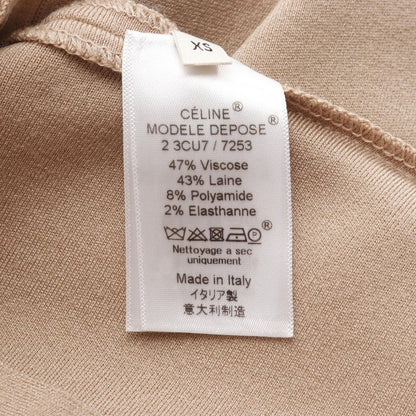 XS
CÉLINE®
MODELE DEPOSE®
2 3CU7 / 7253
47% Viscose
43% Laine
8% Polyamide
2% Elasthanne
P
Nettoyage a sec
uniquement
Made in Italy
イタリア製
意大利制造